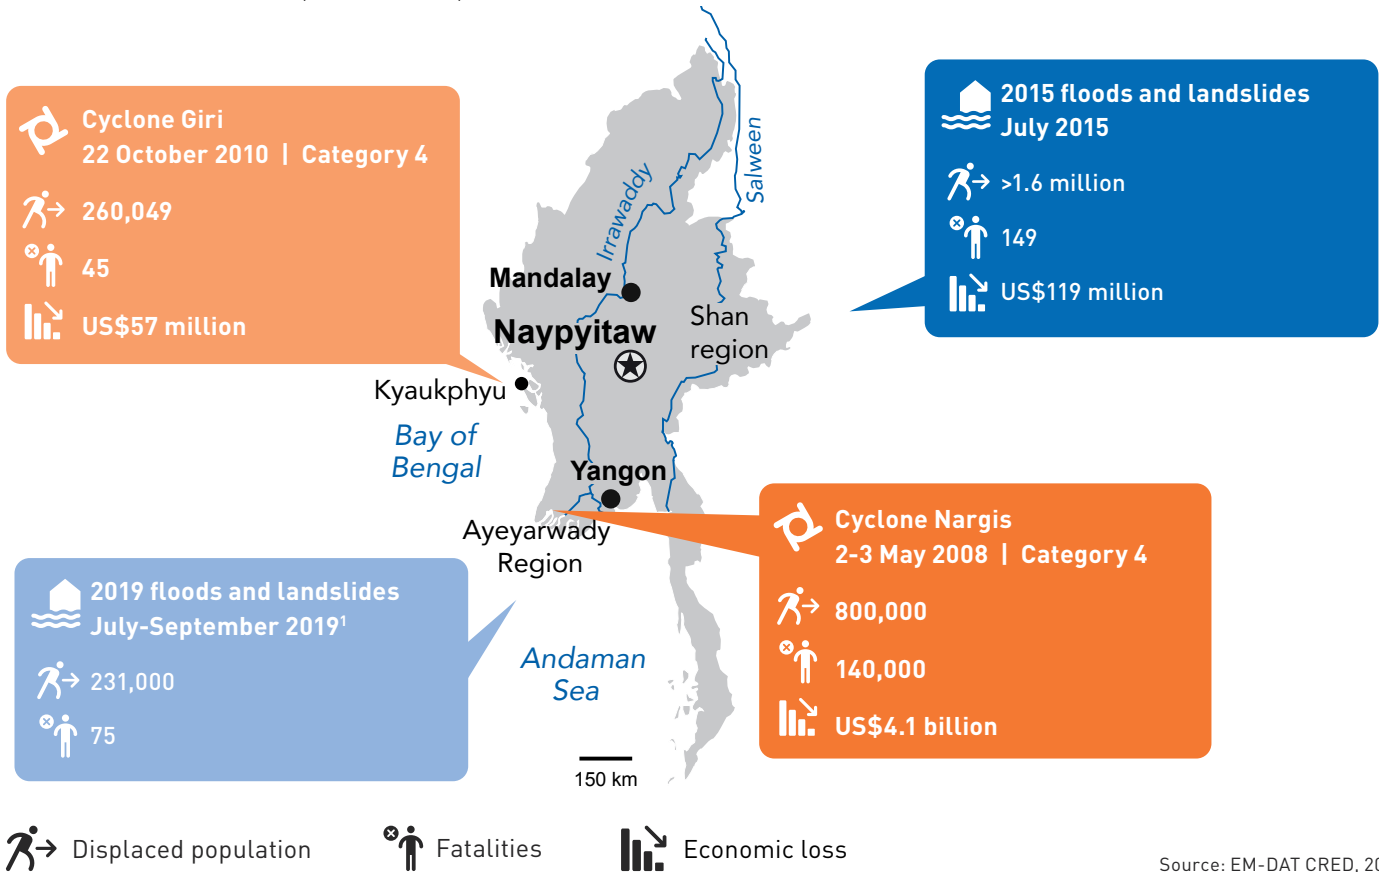 Cyclone Giri
22 October 2010 | Category 4
260,049
45
US$57 million
2015 floods and landslides
July 2015
>1.6 million
149
US$119 million
Salween
Irrawaddy
Mandalay
Naypyitaw
Shan
region
Kyaukphyu
Bay of
Bengal
Yangon
Ayeyarwady
Region
Cyclone Nargis
2-3 May 2008 | Category 4
800,000
140,000
US$4.1 billion
2019 floods and landslides
July-September 2019¹
231,000
75
Andaman
Sea
150 km
Displaced population
Fatalities
Economic loss
Source: EM-DAT CRED,